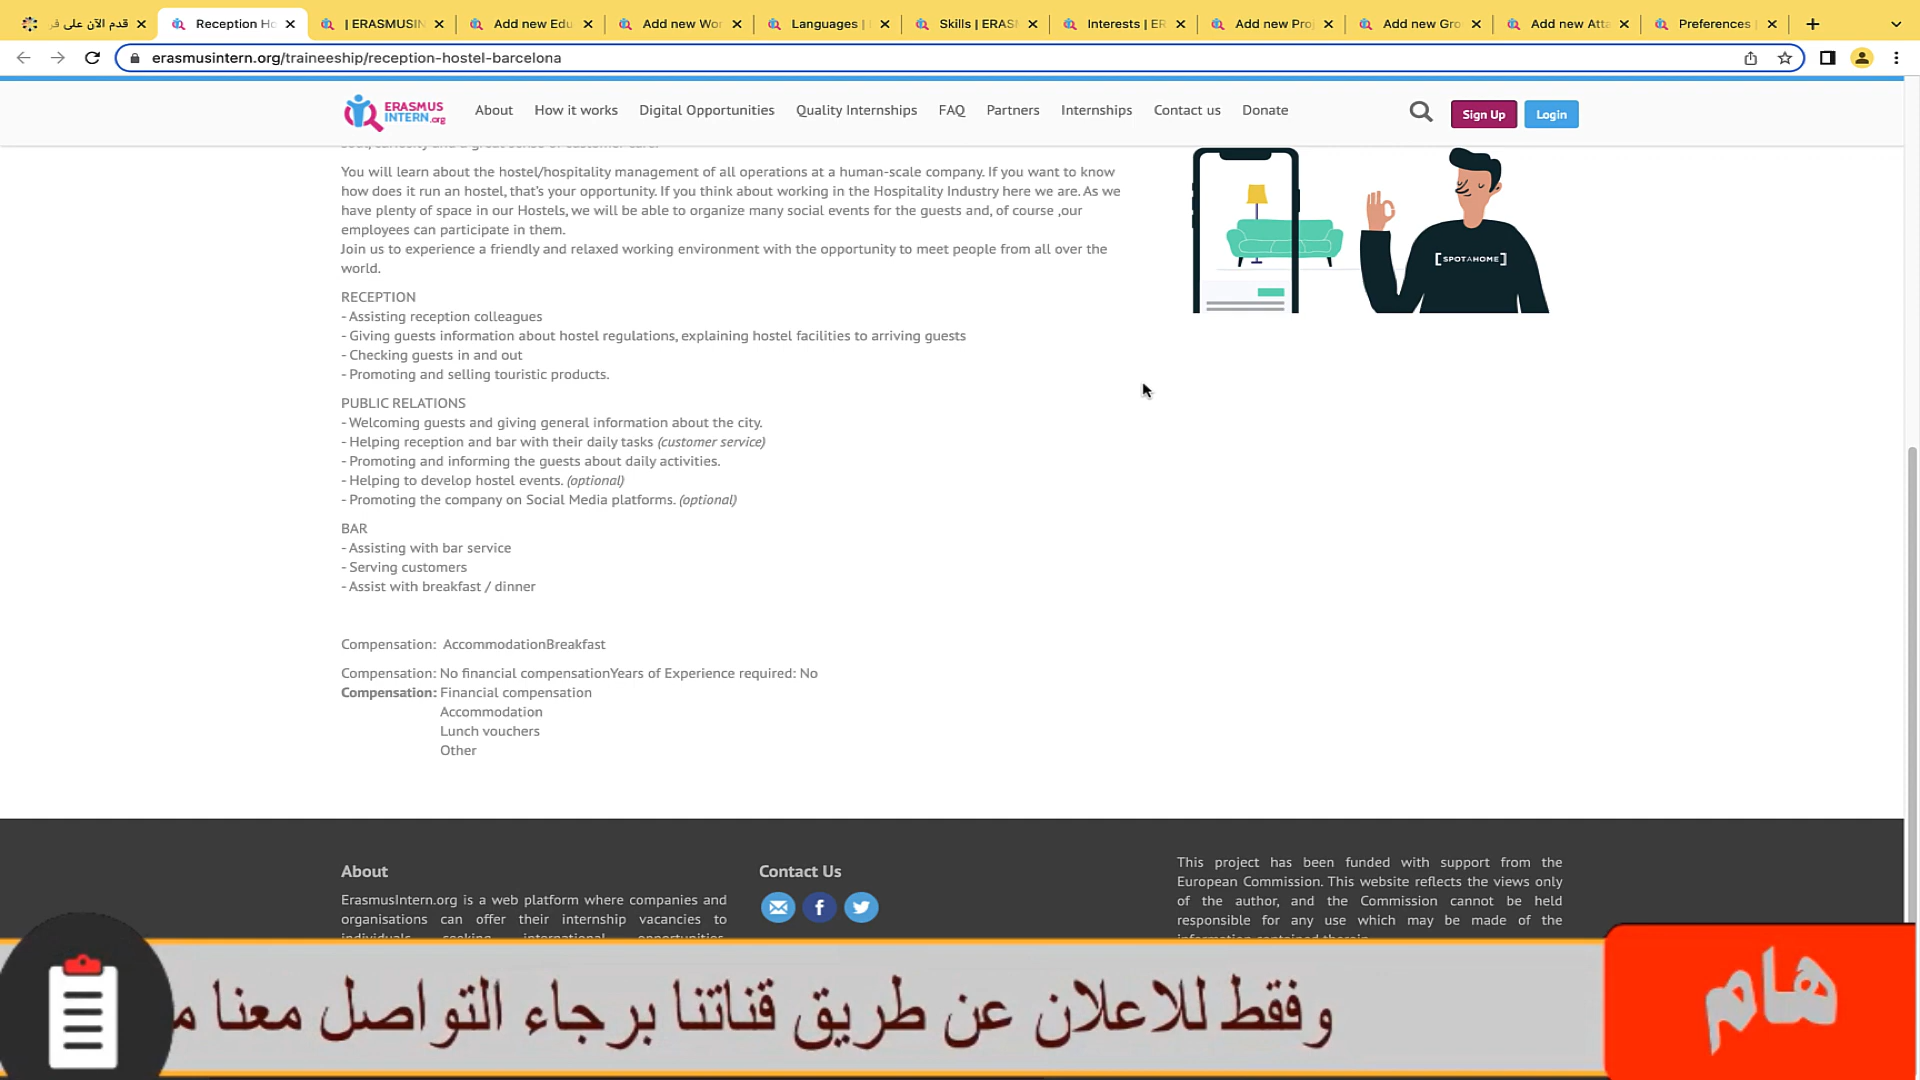 قدم الآن على فر
Reception Ho
| ERASMUSIN
Add new Edu
Add new Wor
Languages |
Skills | ERAS
Interests | ER
Add new Pro
Add new Gro
Add new Atta
Preferences
erasmusintern.org/traineeship/reception-hostel-barcelona
ERASMUS
INTERN.org
About
How it works
Digital Opportunities
Quality Internships
FAQ
Partners
Internships
Contact us
Donate
Sign Up
Login
You will learn about the hostel/hospitality management of all operations at a human-scale company. If you want to know
how does it run an hostel, that's your opportunity. If you think about working in the Hospitality Industry here we are. As we
have plenty of space in our Hostels, we will be able to organize many social events for the guests and, of course ,our
employees can participate in them.
Join us to experience a friendly and relaxed working environment with the opportunity to meet people from all over the
world.
[SPOTAHOME]
RECEPTION
- Assisting reception colleagues
- Giving guests information about hostel regulations, explaining hostel facilities to arriving guests
- Checking guests in and out
- Promoting and selling touristic products.
PUBLIC RELATIONS
- Welcoming guests and giving general information about the city.
- Helping reception and bar with their daily tasks (customer service)
- Promoting and informing the guests about daily activities.
- Helping to develop hostel events. (optional)
- Promoting the company on Social Media platforms. (optional)
BAR
- Assisting with bar service
- Serving customers
- Assist with breakfast / dinner
Compensation:  AccommodationBreakfast
Compensation: No financial compensationYears of Experience required: No
Compensation: Financial compensation
Accommodation
Lunch vouchers
Other
About
ErasmusIntern.org is a web platform where companies and
organisations can offer their internship vacancies to
individuals seeking international opportunities.
Contact Us
This project has been funded with support from the
European Commission. This website reflects the views only
of the author, and the Commission cannot be held
responsible for any use which may be made of the
information contained therein.
هام
وفقط للاعلان عن طريق قناتنا برجاء التواصل معنا م